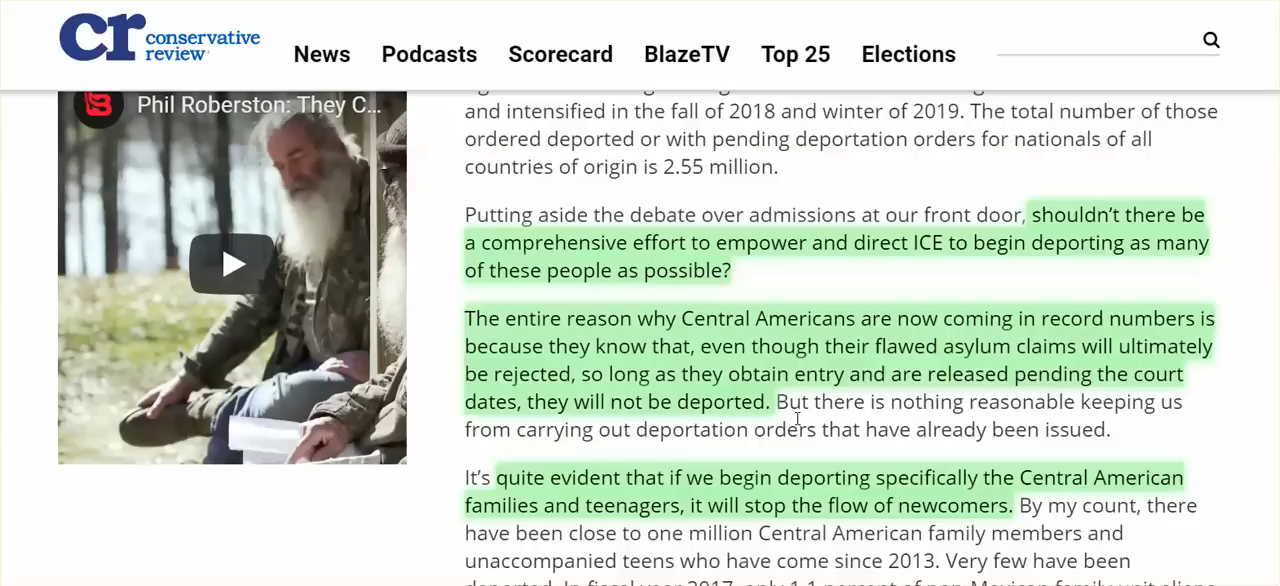 cr conservative
review
News Podcasts Scorecard BlazeTV Top 25 Elections
Phil Roberston: They C...
and intensified in the fall of 2018 and winter of 2019. The total number of those
ordered deported or with pending deportation orders for nationals of all
countries of origin is 2.55 million.
Putting aside the debate over admissions at our front door, shouldn’t there be
a comprehensive effort to empower and direct ICE to begin deporting as many
of these people as possible?
The entire reason why Central Americans are now coming in record numbers is
because they know that, even though their flawed asylum claims will ultimately
be rejected, so long as they obtain entry and are released pending the court
dates, they will not be deported. But there is nothing reasonable keeping us
from carrying out deportation orders that have already been issued.
It’s quite evident that if we begin deporting specifically the Central American
families and teenagers, it will stop the flow of newcomers. By my count, there
have been close to one million Central American family members and
unaccompanied teens who have come since 2013. Very few have been